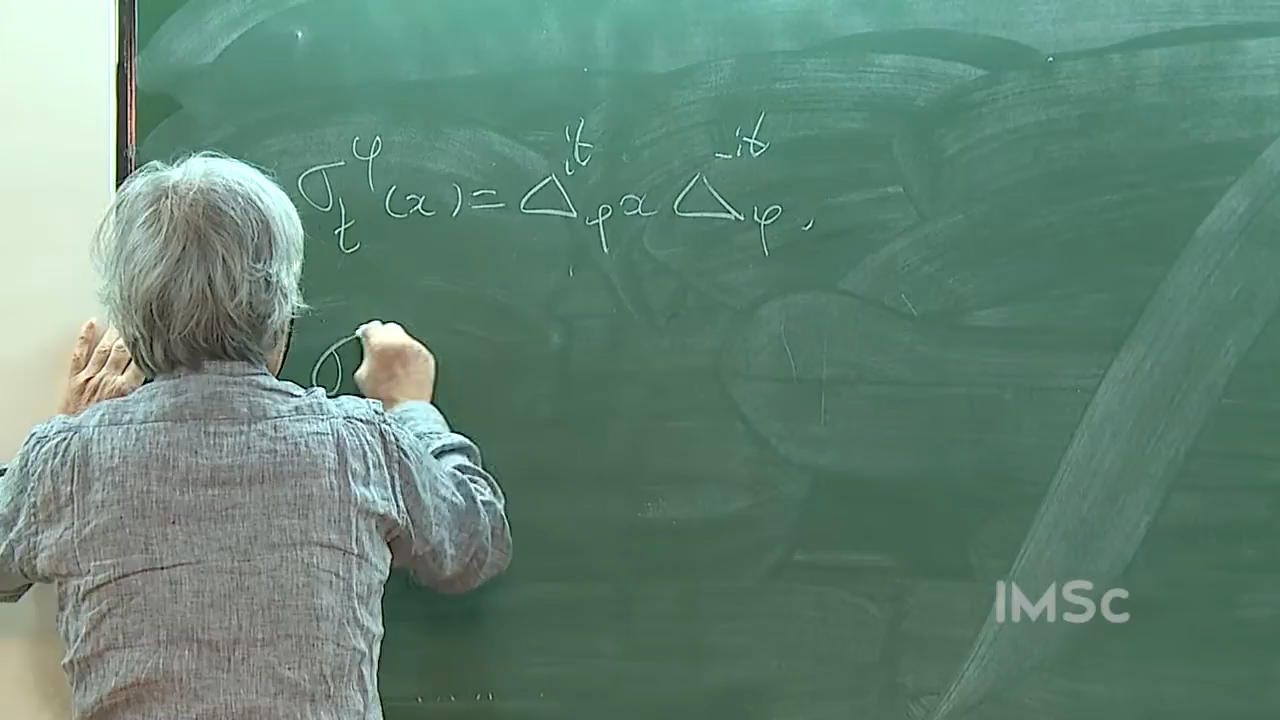 σ_t^φ(x) = Δ_φ^{it} x Δ_φ^{-it},
σ
IMSc